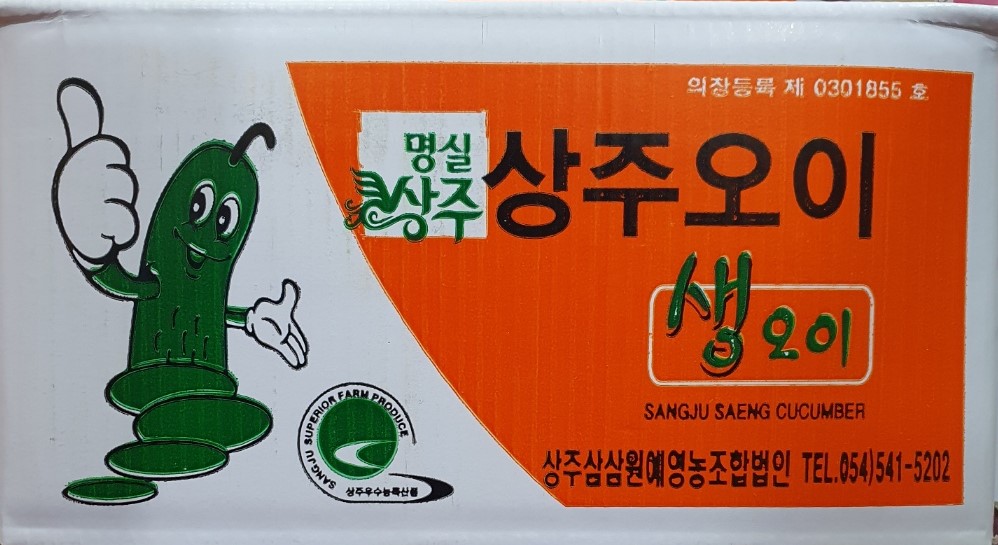 의장등록 제 0301855 호
명실
상주
상주오이
생오이
SANGJU SAENG CUCUMBER
SANGJU SUPERIOR FARM PRODUCE
상주우수농특산품
상주삼삼원예영농조합법인 TEL.054)541-5202